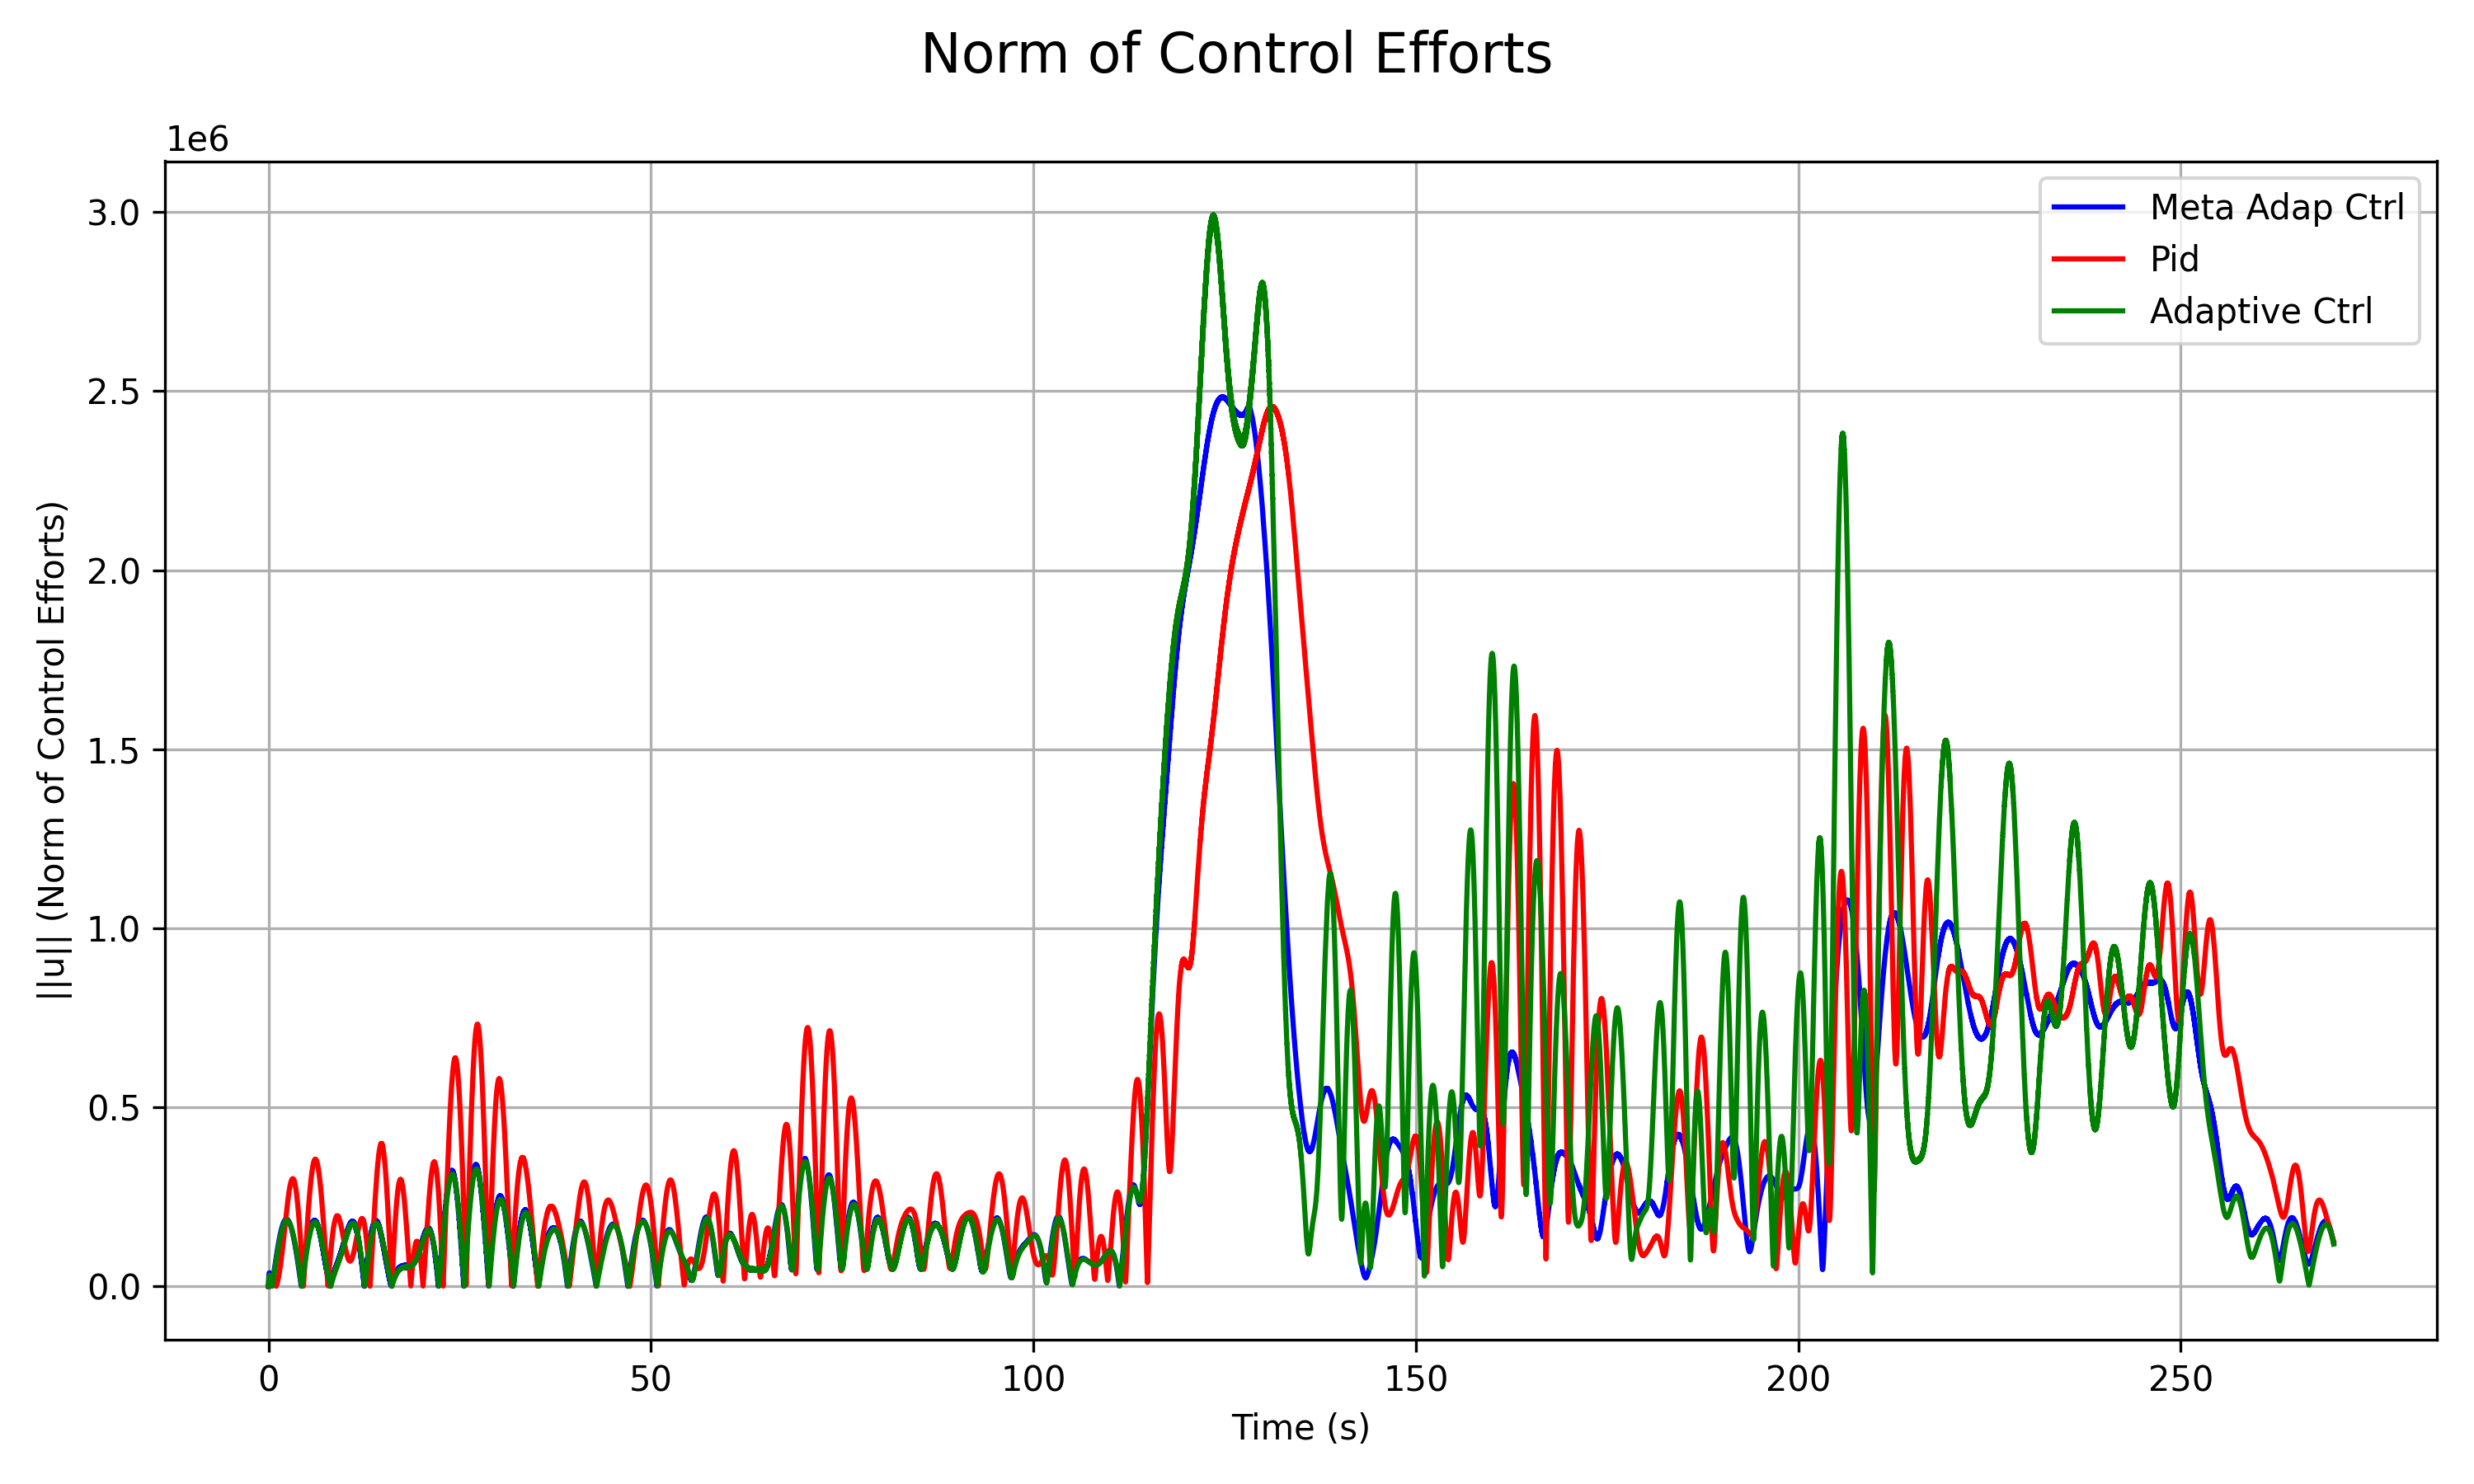 Norm of Control Efforts
1e6
3.0
2.5
2.0
1.5
1.0
0.5
0.0
||u|| (Norm of Control Efforts)
Meta Adap Ctrl
Pid
Adaptive Ctrl
0 50 100 150 200 250
Time (s)